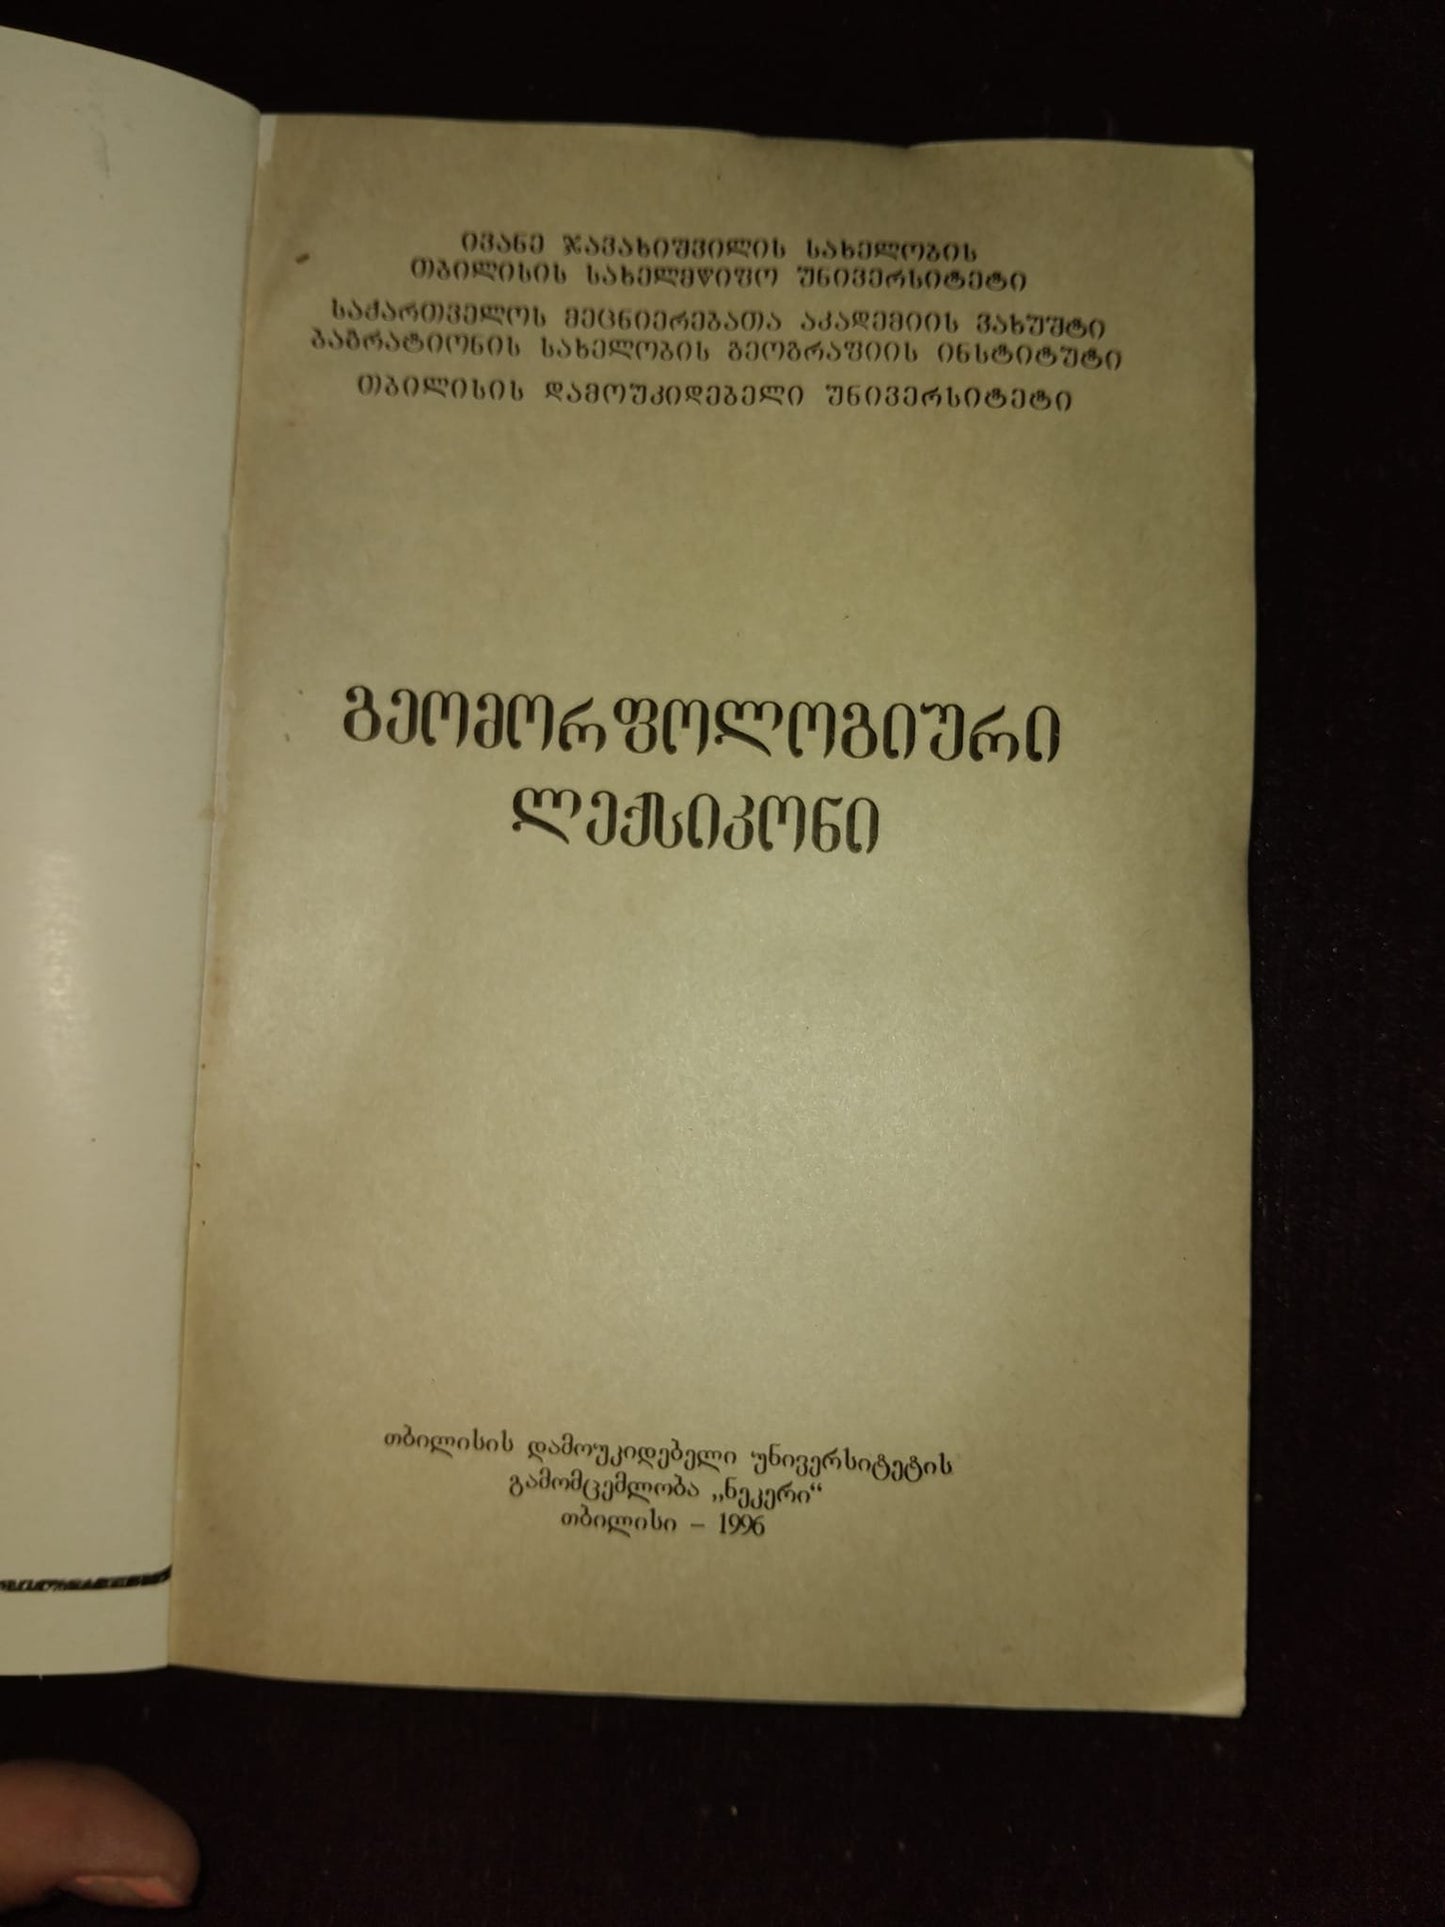 ივანე ჯავახიშვილის სახელობის
თბილისის სახელმწიფო უნივერსიტეტი
საქართველოს მეცნიერებათა აკადემიის ვახუშტი
ბაგრატიონის სახელობის გეოგრაფიის ინსტიტუტი
თბილისის დამოუკიდებელი უნივერსიტეტი
გეომორფოლოგიური
ლექსიკონი
თბილისის დამოუკიდებელი უნივერსიტეტის
გამომცემლობა „ნეკერი“
თბილისი – 1996